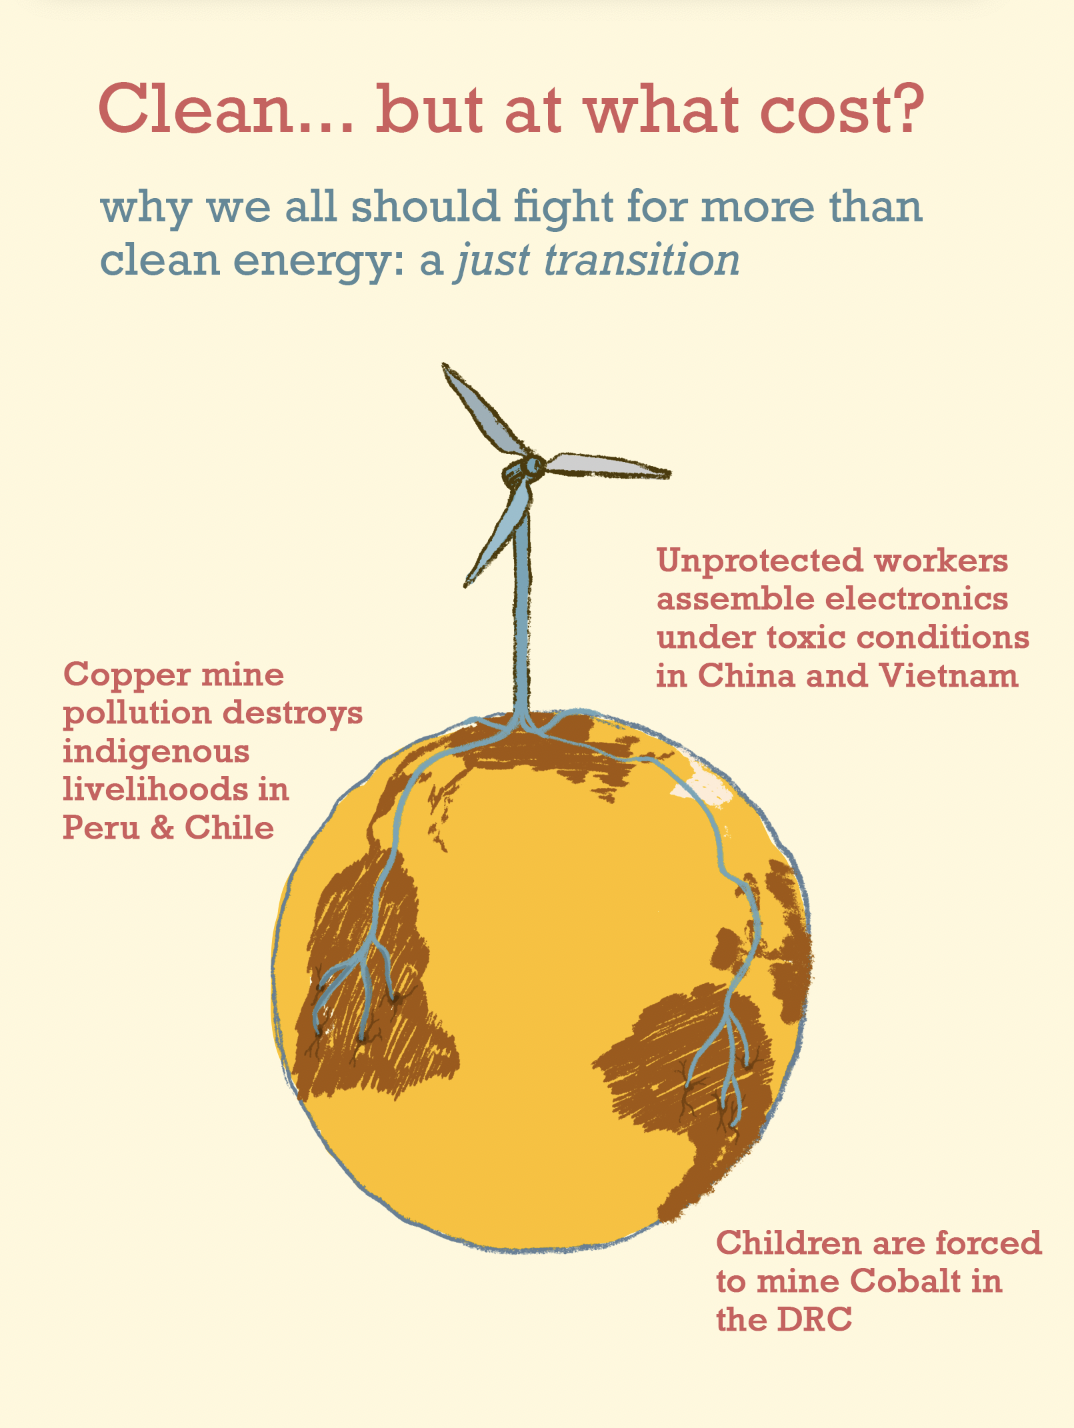 Clean... but at what cost?
why we all should fight for more than
clean energy: a just transition
Unprotected workers
assemble electronics
under toxic conditions
in China and Vietnam
Copper mine
pollution destroys
indigenous
livelihoods in
Peru & Chile
Children are forced
to mine Cobalt in
the DRC